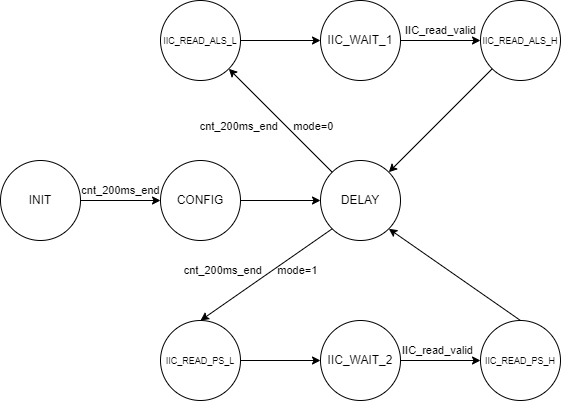 IIC_READ_ALS_L
IIC_WAIT_1
IIC_read_valid
IIC_READ_ALS_H
cnt_200ms_end
mode=0
INIT
cnt_200ms_end
CONFIG
DELAY
cnt_200ms_end
mode=1
IIC_READ_PS_L
IIC_WAIT_2
IIC_read_valid
IIC_READ_PS_H